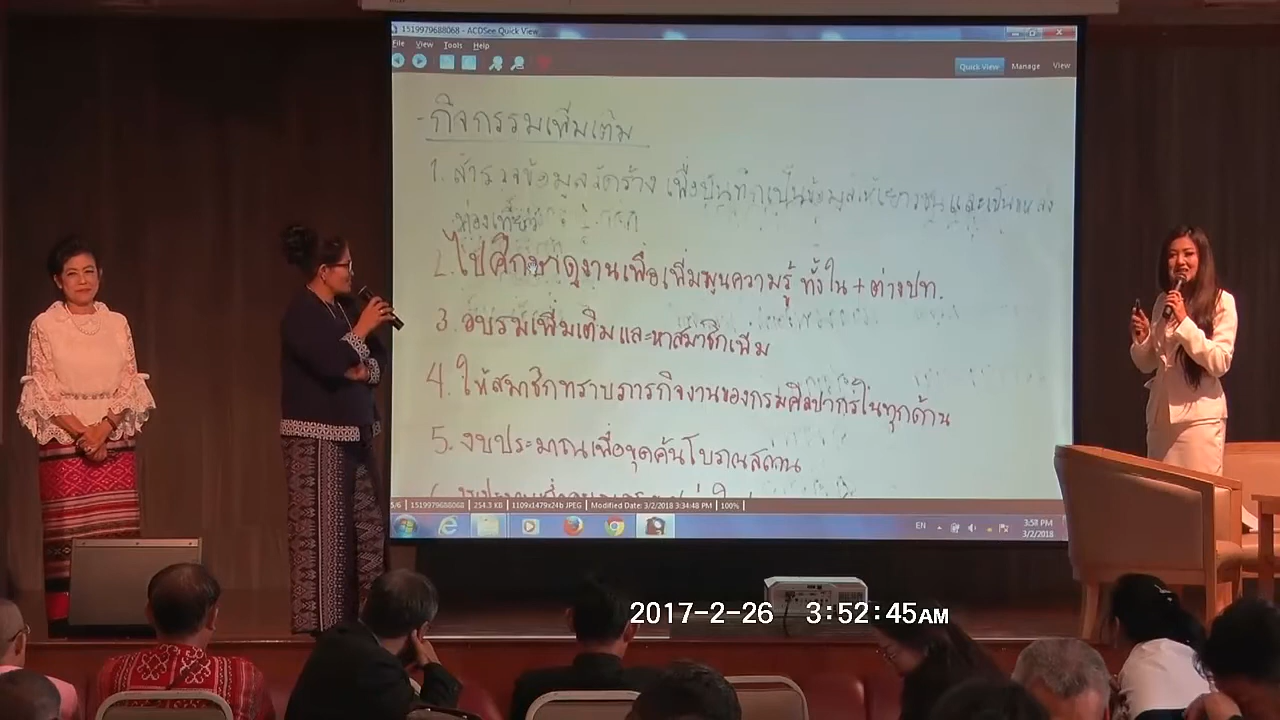 1519979688068 - ACDSee Quick View
File View Tools Help
Quick View Manage View
- กิจกรรมเพิ่มเติม
1. สำรวจข้อมูลวัดร้าง เพื่อบันทึกเป็นข้อมูลให้เยาวชน และเป็นแหล่ง
ท่องเที่ยว
2. ไปศึกษาดูงานเพื่อเพิ่มพูนความรู้ ทั้งใน + ต่างปท.
3. อบรมเพิ่มเติม และหาสมาชิกเพิ่ม
4. ให้สมาชิกทราบภารกิจงานของกรมศิลปากรในทุกด้าน
5. งบประมาณเพื่อขุดค้นโบราณสถาน
5/6 1519979688068 254.3 KB 1109x1479x24b JPEG Modified Date: 3/2/2018 3:34:48 PM 100%
EN 3:58 PM
3/2/2018
2017-2-26 3:52:45AM